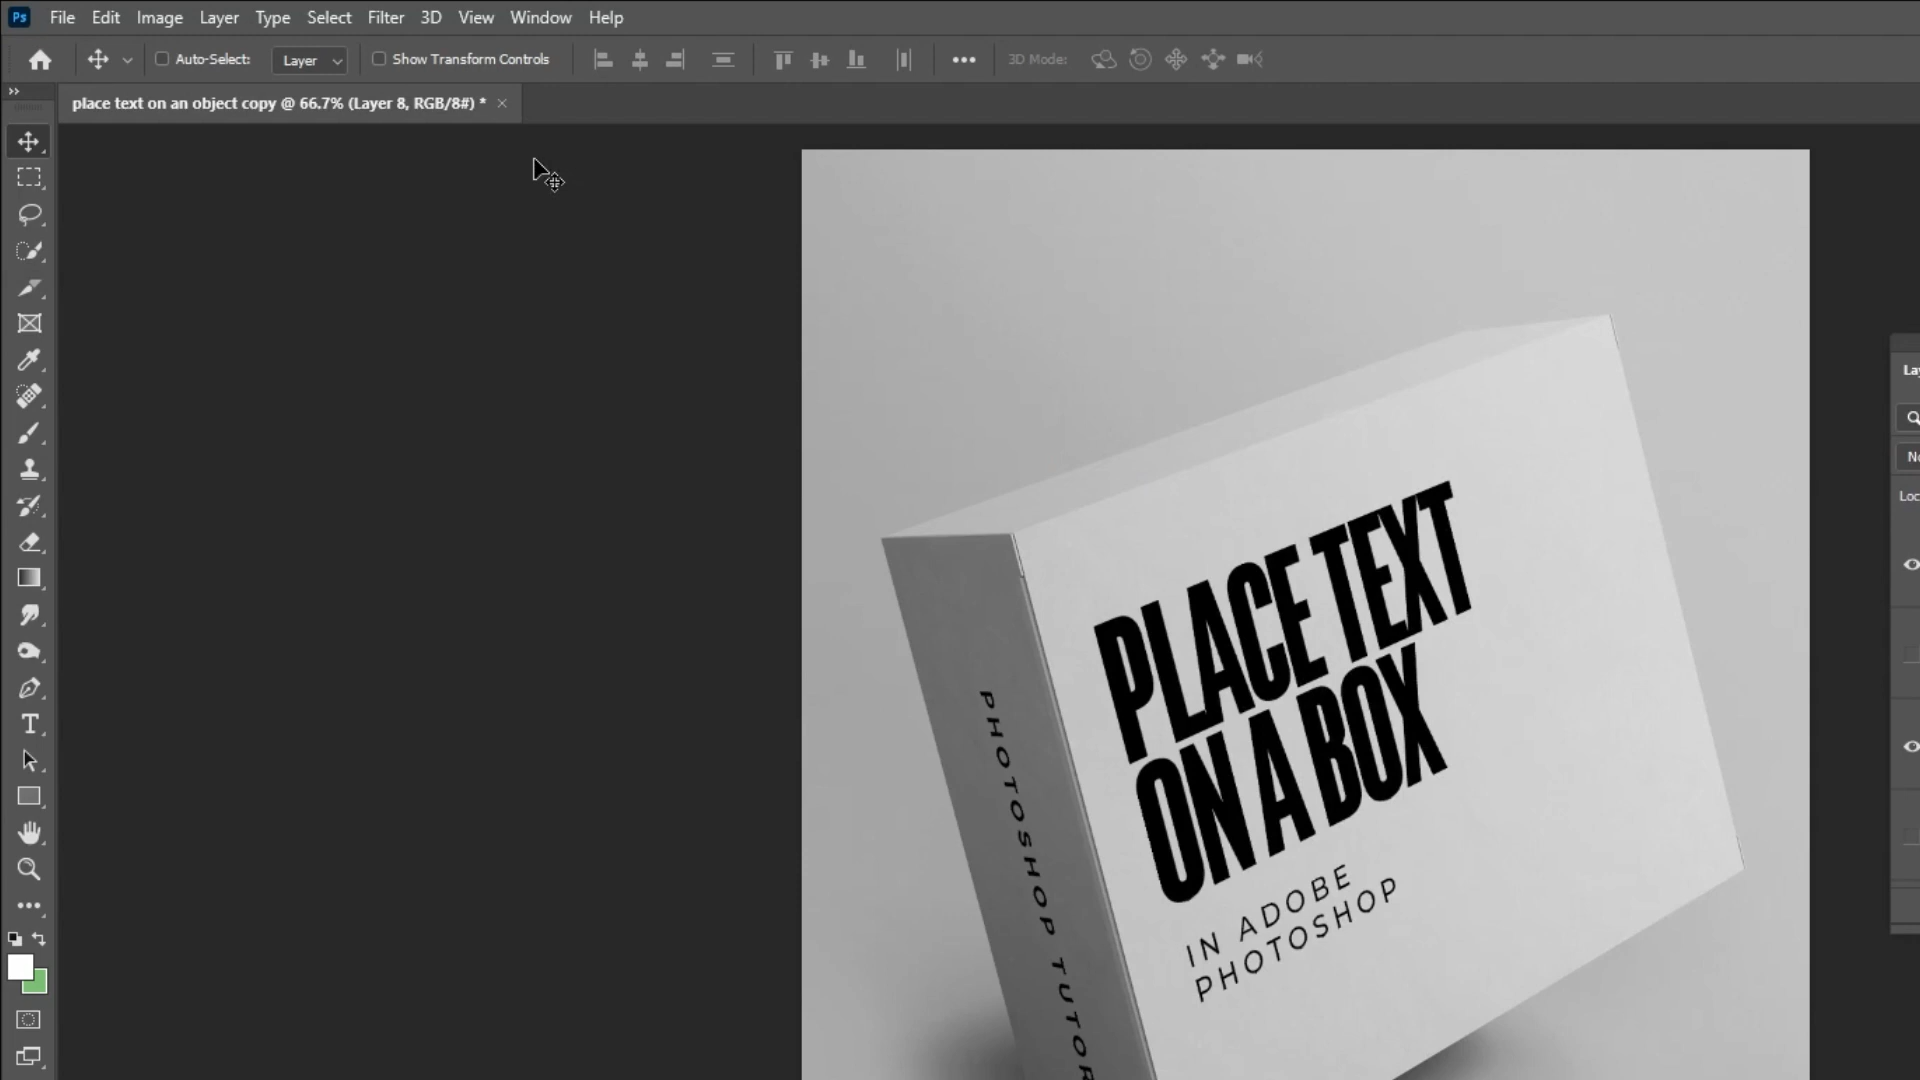 Ps File Edit Image Layer Type Select Filter 3D View Window Help
Auto-Select: Layer Show Transform Controls 3D Mode:
place text on an object copy @ 66.7% (Layer 8, RGB/8#) *
PLACE TEXT
ON A BOX
IN ADOBE
PHOTOSHOP
PHOTOSHOP TUTOR
T